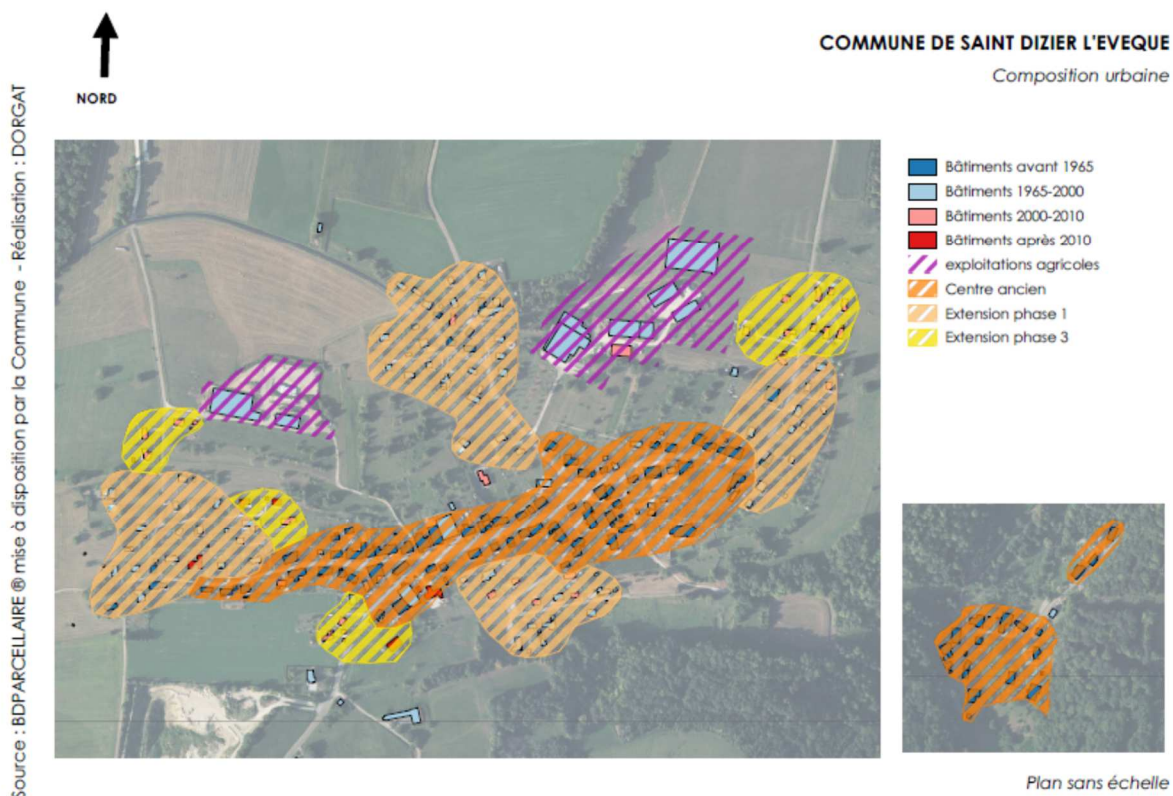 NORD
COMMUNE DE SAINT DIZIER L'EVEQUE
Composition urbaine
Bâtiments avant 1965
Bâtiments 1965-2000
Bâtiments 2000-2010
Bâtiments après 2010
exploitations agricoles
Centre ancien
Extension phase 1
Extension phase 3
Plan sans échelle
Source : BDPARCELLAIRE ® mise à disposition par la Commune - Réalisation : DORGAT